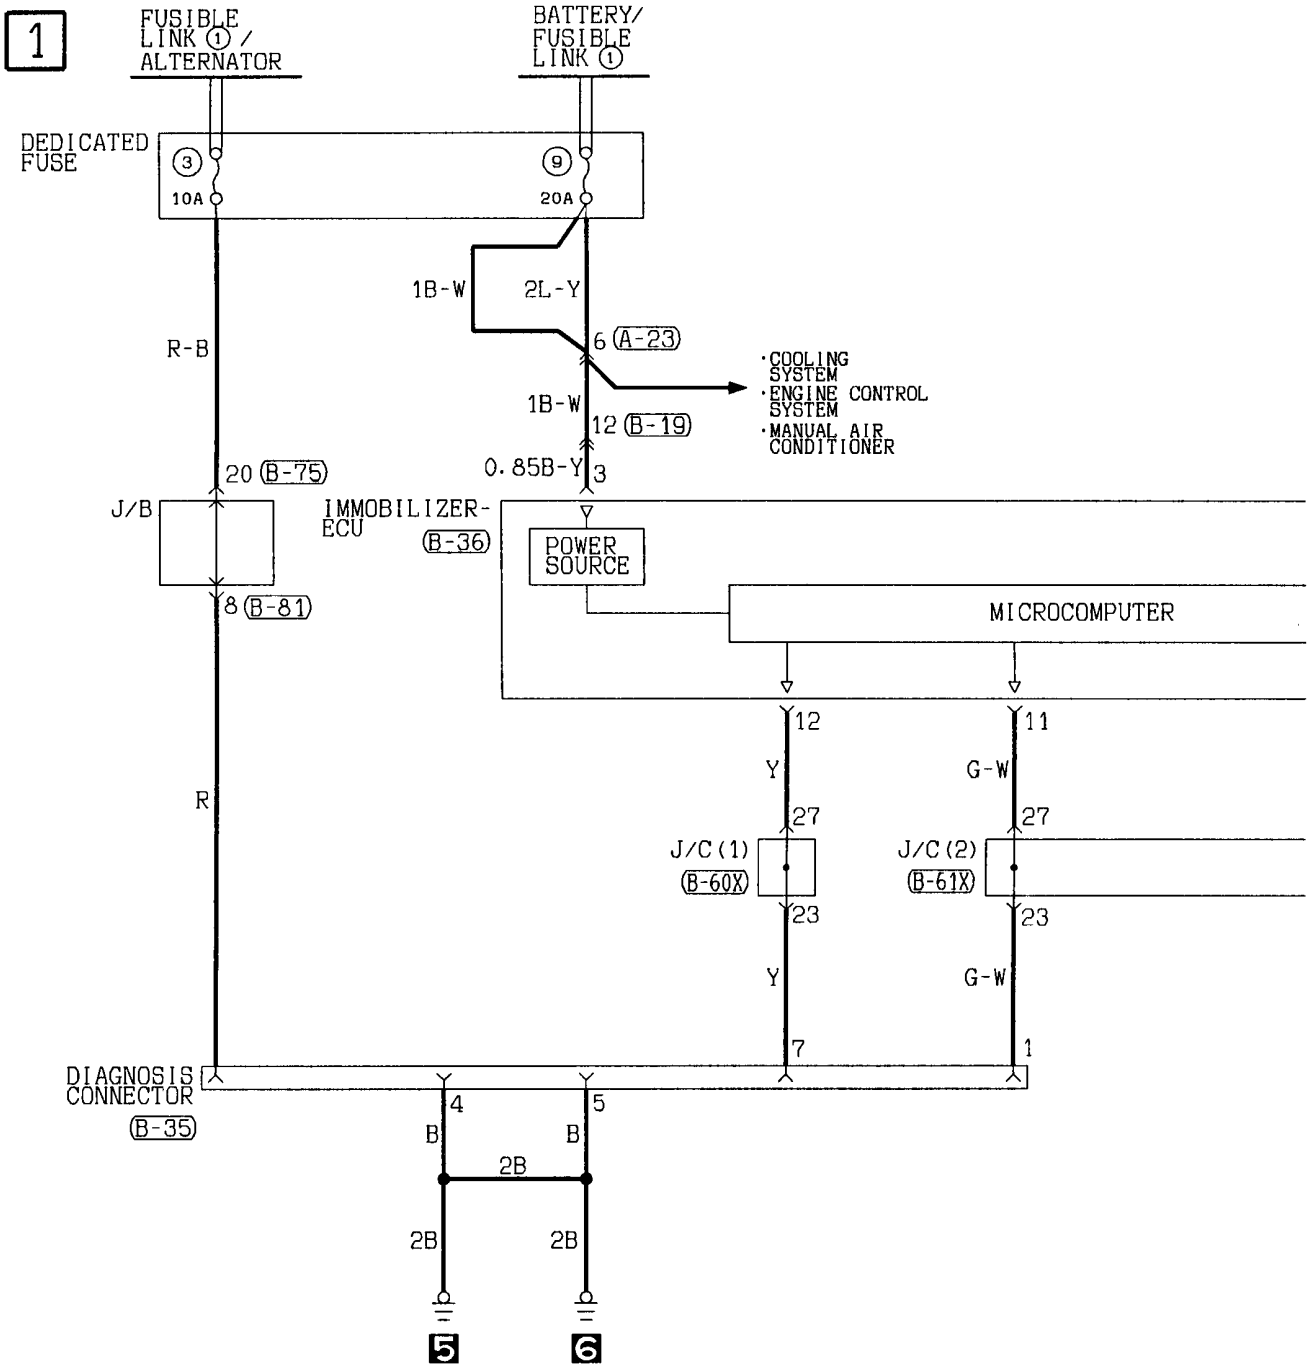 1
FUSIBLE
LINK ① /
ALTERNATOR
BATTERY/
FUSIBLE
LINK ①
DEDICATED
FUSE
③
10A
⑨
20A
1B-W
2L-Y
R-B
6 (A-23)
·COOLING
SYSTEM
·ENGINE CONTROL
SYSTEM
·MANUAL AIR
CONDITIONER
1B-W
12 (B-19)
20 (B-75)
0.85B-Y
3
J/B
IMMOBILIZER-
ECU
(B-36)
POWER
SOURCE
8 (B-81)
MICROCOMPUTER
12
11
Y
G-W
R
27
27
J/C(1)
(B-60X)
J/C(2)
(B-61X)
23
23
Y
G-W
7
1
DIAGNOSIS
CONNECTOR
(B-35)
4
5
B
B
2B
2B
2B
5
6